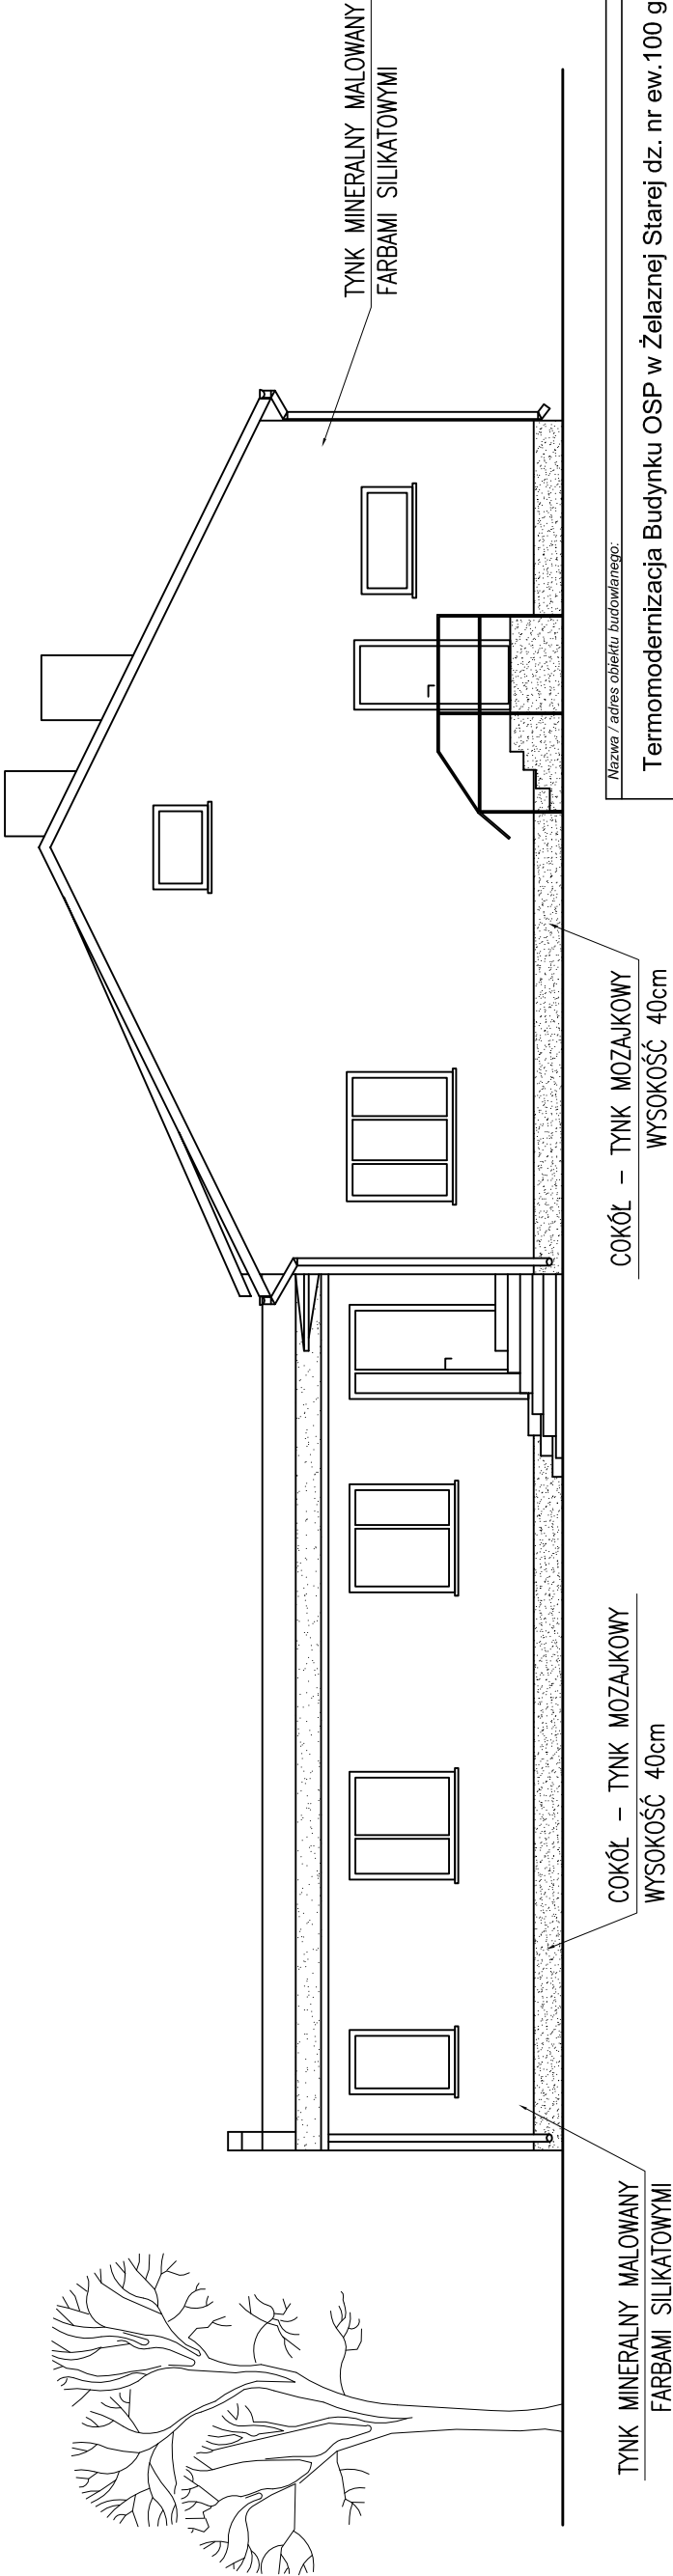 TYNK MINERALNY MALOWANY
FARBAMI SILIKATOWYMI
COKÓŁ – TYNK MOZAJKOWY
WYSOKOŚĆ 40cm
COKÓŁ – TYNK MOZAJKOWY
WYSOKOŚĆ 40cm
TYNK MINERALNY MALOWANY
FARBAMI SILIKATOWYMI
Nazwa / adres obiektu budowlanego:
Termomodernizacja Budynku OSP w Żelaznej Starej dz. nr ew.100 g